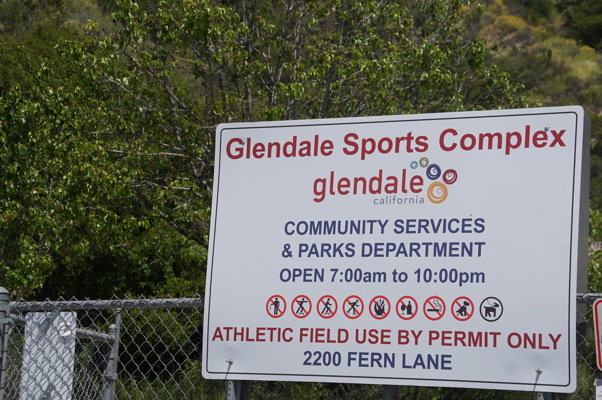 Glendale Sports Complex
glendale
california
COMMUNITY SERVICES
& PARKS DEPARTMENT
OPEN 7:00am to 10:00pm
ATHLETIC FIELD USE BY PERMIT ONLY
2200 FERN LANE